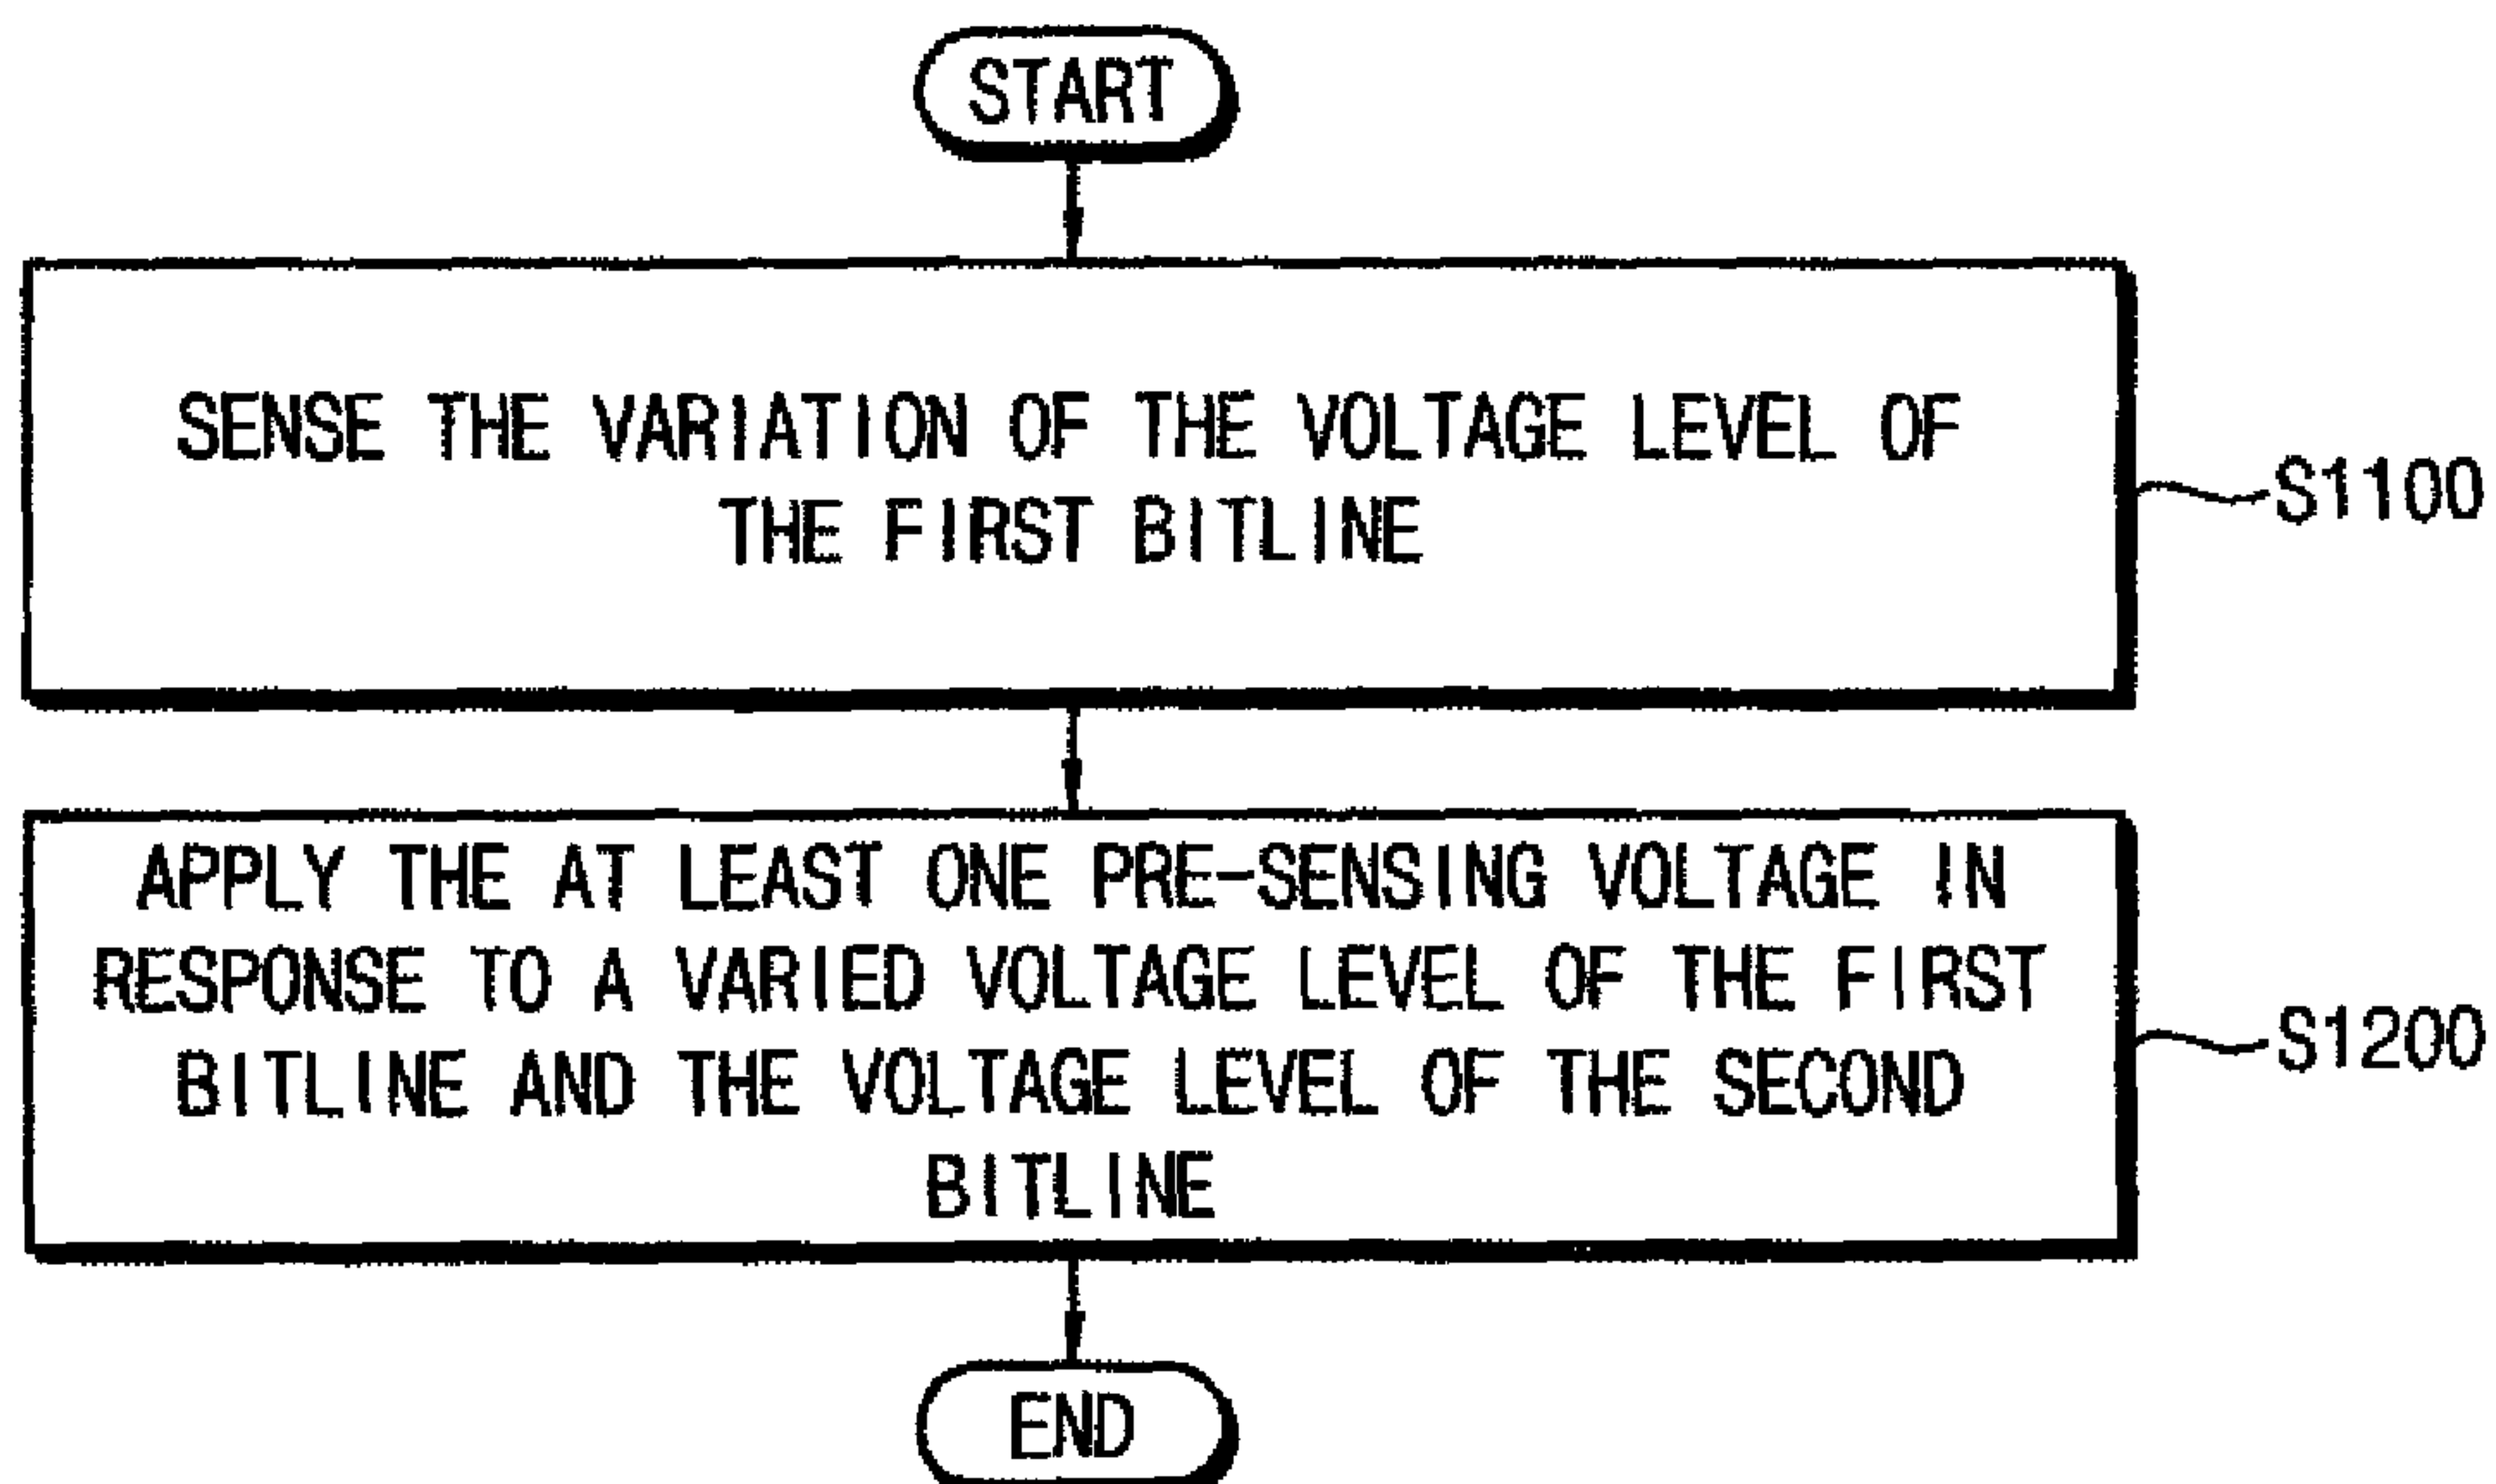 START
SENSE THE VARIATION OF THE VOLTAGE LEVEL OF
THE FIRST BITLINE
S1100
APPLY THE AT LEAST ONE PRE-SENSING VOLTAGE IN
RESPONSE TO A VARIED VOLTAGE LEVEL OF THE FIRST
BITLINE AND THE VOLTAGE LEVEL OF THE SECOND
BITLINE
S1200
END